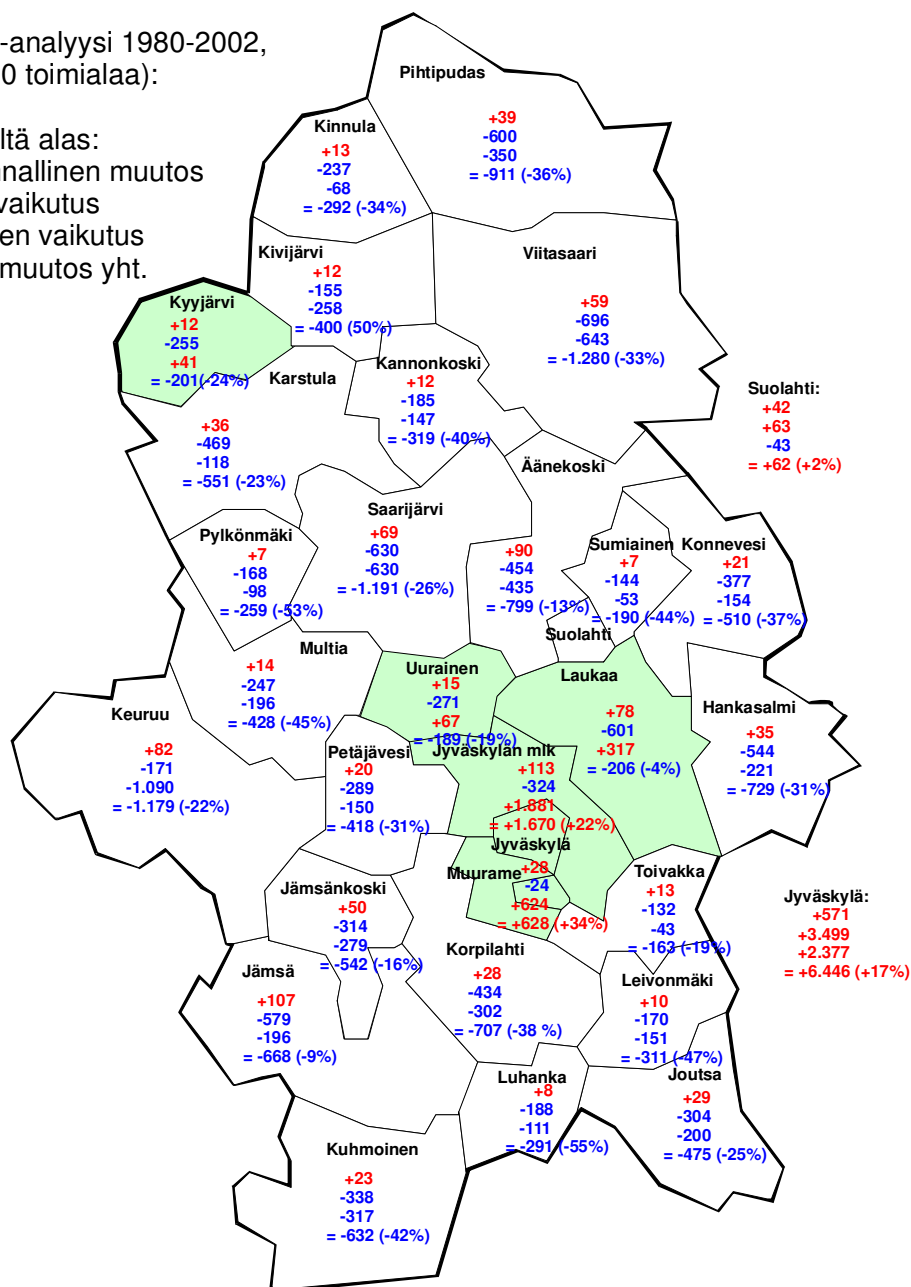 -analyysi 1980-2002,
0 toimialaa):
ltä alas:
nnallinen muutos
vaikutus
en vaikutus
muutos yht.
Pihtipudas
+39
-600
-350
= -911 (-36%)
Kinnula
+13
-237
-68
= -292 (-34%)
Kivijärvi
+12
-155
-258
= -400 (50%)
Viitasaari
+59
-696
-643
= -1.280 (-33%)
Kyyjärvi
+12
-255
+41
= -201(-24%)
Karstula
+36
-469
-118
= -551 (-23%)
Kannonkoski
+12
-185
-147
= -319 (-40%)
Suolahti:
+42
+63
-43
= +62 (+2%)
Äänekoski
+90
-454
-435
= -799 (-13%)
Saarijärvi
+69
-630
-630
= -1.191 (-26%)
Pylkönmäki
+7
-168
-98
= -259 (-53%)
Sumiainen
+7
-144
-53
= -190 (-44%)
Konnevesi
+21
-377
-154
= -510 (-37%)
Suolahti
Multia
+14
-247
-196
= -428 (-45%)
Uurainen
+15
-271
+67
= -189 (-19%)
Laukaa
+78
-601
+317
= -206 (-4%)
Hankasalmi
+35
-544
-221
= -729 (-31%)
Keuruu
+82
-171
-1.090
= -1.179 (-22%)
Petäjävesi
+20
-289
-150
= -418 (-31%)
Jyväskylän mlk
+113
-324
+1.881
= +1.670 (+22%)
Jyväskylä
Muurame
+28
-24
+624
= +628 (+34%)
Toivakka
+13
-132
-43
= -163 (-19%)
Jyväskylä:
+571
+3.499
+2.377
= +6.446 (+17%)
Jämsänkoski
+50
-314
-279
= -542 (-16%)
Jämsä
+107
-579
-196
= -668 (-9%)
Korpilahti
+28
-434
-302
= -707 (-38 %)
Leivonmäki
+10
-170
-151
= -311 (-47%)
Joutsa
+29
-304
-200
= -475 (-25%)
Luhanka
+8
-188
-111
= -291 (-55%)
Kuhmoinen
+23
-338
-317
= -632 (-42%)